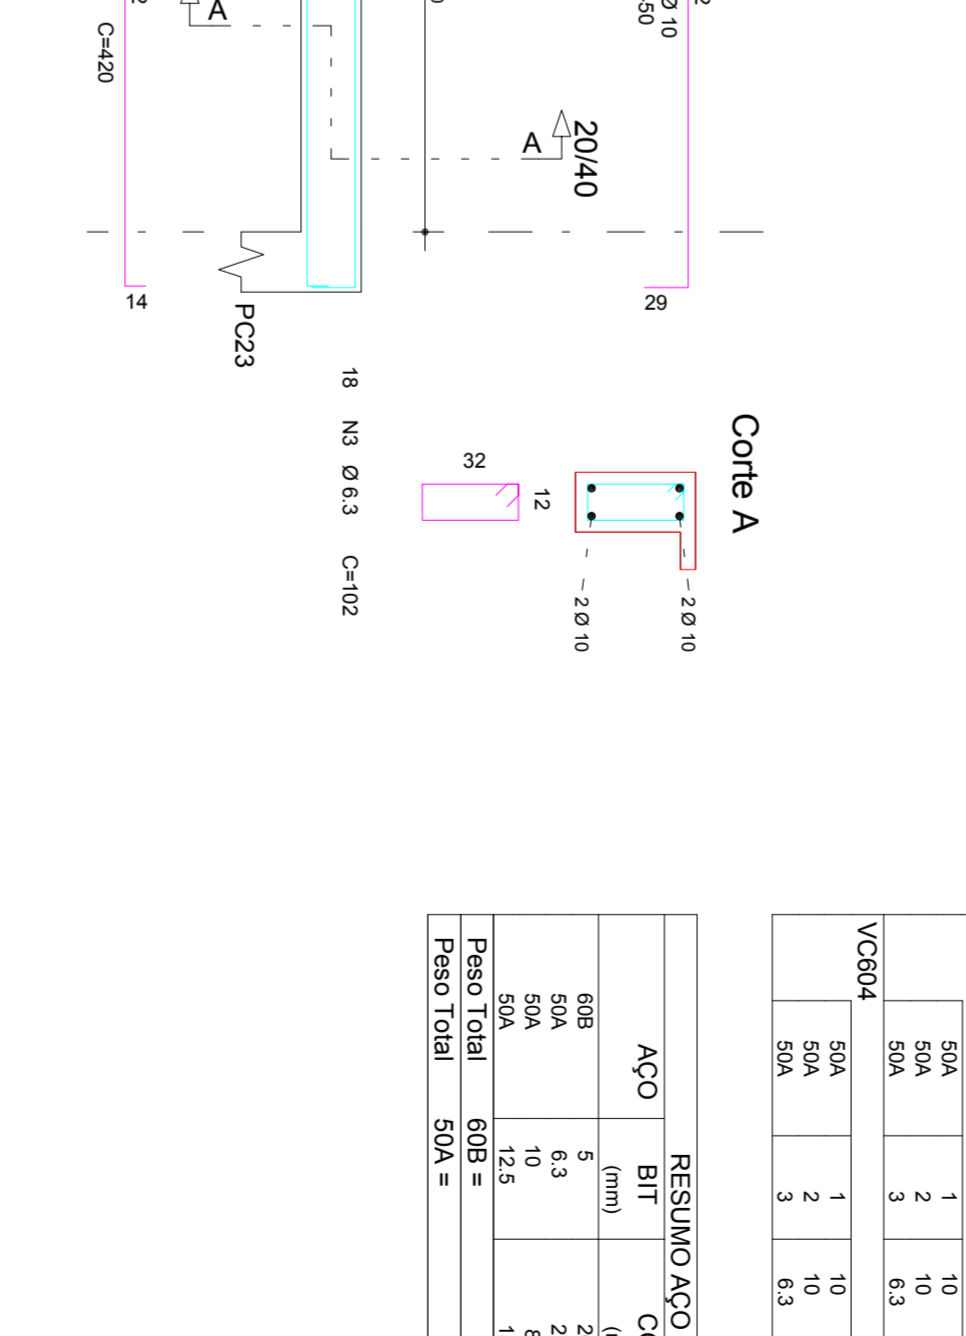 Ø 10
A
C=420
A
20/40
14
29
PC23
Corte A
18 N3 Ø 6.3 C=102
32
12
2 Ø 10
2 Ø 10
50A 1 10
50A 2 10
50A 3 6.3
VC604
50A 1 10
50A 2 10
50A 3 6.3
RESUMO AÇO
AÇO BIT
(mm)
60B 5
50A 6.3
50A 10
50A 12.5
Peso Total 60B =
Peso Total 50A =